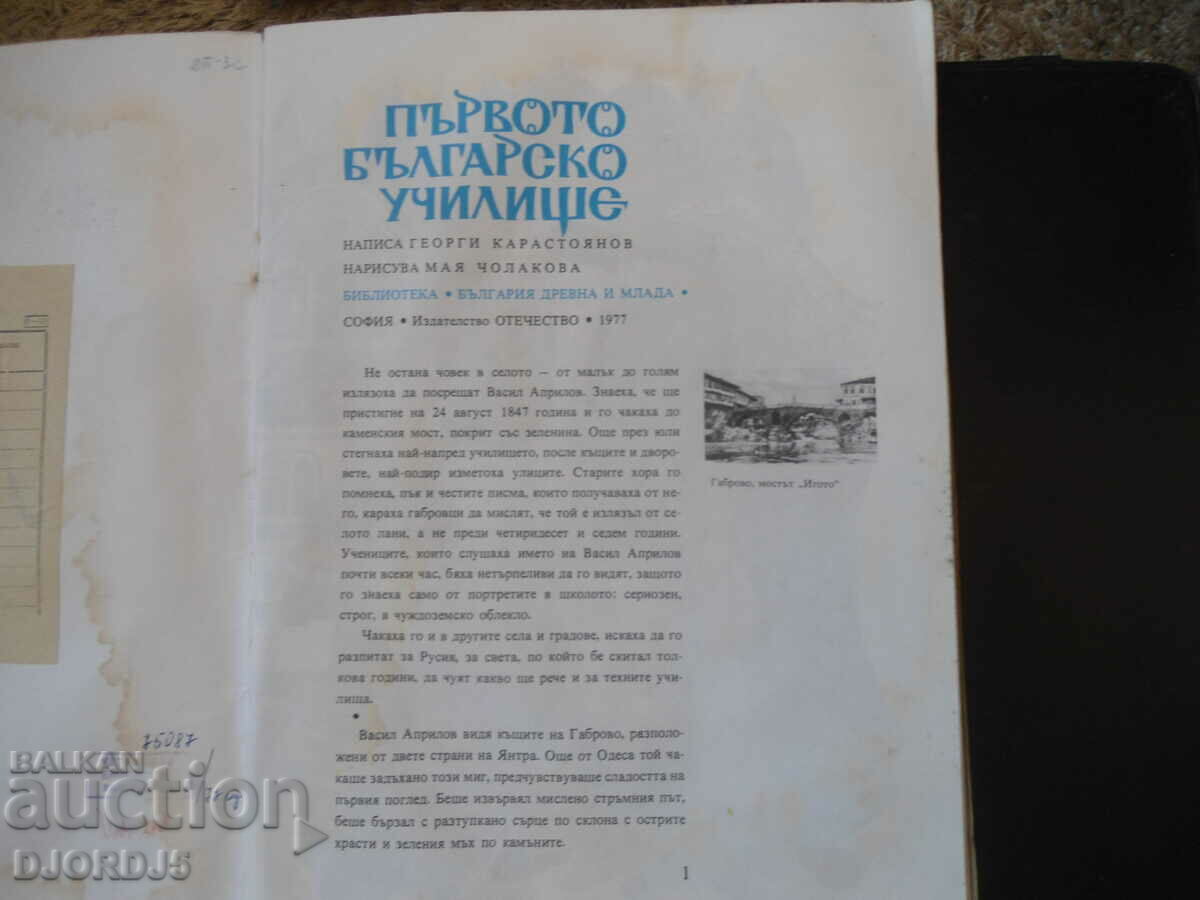 ПЪРВОТО
БЪЛГАРСКО
УЧИЛИЩЕ
НАПИСА ГЕОРГИ КАРАСТОЯНОВ
НАРИСУВА МАЯ ЧОЛАКОВА
БИБЛИОТЕКА • БЪЛГАРИЯ ДРЕВНА И МЛАДА •
СОФИЯ • Издателство ОТЕЧЕСТВО • 1977
Не остана човек в селото – от малък до голям
излязоха да посрещат Васил Априлов. Знаеха, че ще
пристигне на 24 август 1847 година и го чакаха до
каменския мост, покрит със зеленина. Още през юли
стегнаха най-напред училището, после къщите и дворо-
вете, най-подир изметоха улиците. Старите хора го
помнеха, пък и честите писма, които получаваха от не-
го, караха габровци да мислят, че той е излязъл от се-
лото лани, а не преди четиридесет и седем години.
Учениците, които слушаха името на Васил Априлов
почти всеки час, бяха нетърпеливи да го видят, защото
го знаеха само от портретите в школото: сериозен,
строг, в чуждоземско облекло.
Чакаха го и в другите села и градове, искаха да го
разпитат за Русия, за света, по който бе скитал тол-
кова години, да чуят какво ще рече и за техните учи-
лища.
•
Васил Априлов видя къщите на Габрово, разполо-
жени от двете страни на Янтра. Още от Одеса той ча-
каше задъхано този миг, предчувствуваше сладостта на
първия поглед. Беше извървял мислено стръмния път,
беше бързал с разтупкано сърце по склона с острите
храсти и зеления мъх по камъните.
1
Габрово, мостът „Игото“
75087
BALKAN
auction
DJORDJ5